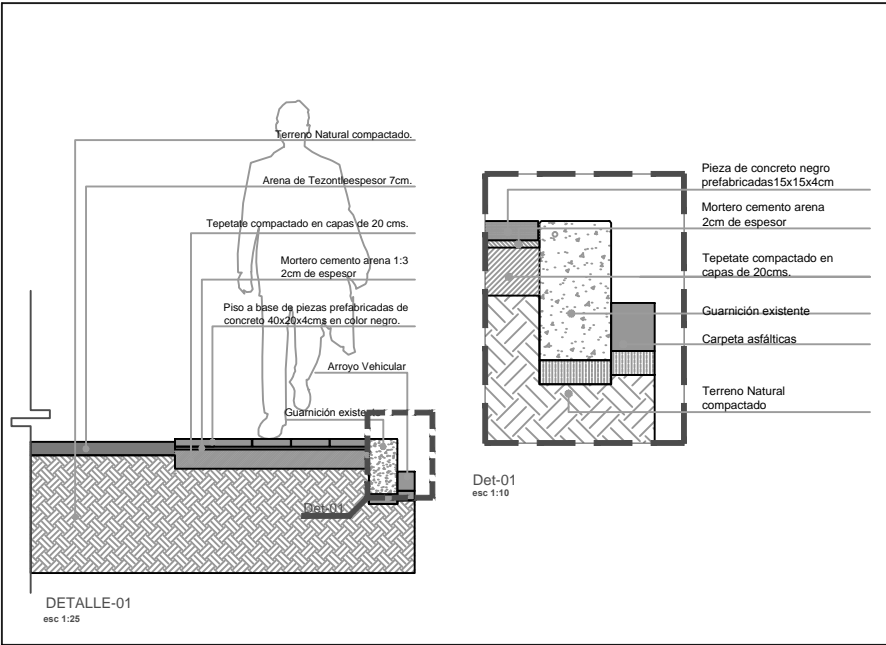 Terreno Natural compactado.
Arena de Tezontleespesor 7cm.
Tepetate compactado en capas de 20 cms.
Mortero cemento arena 1:3
2cm de espesor
Piso a base de piezas prefabricadas de
concreto 40x20x4cms en color negro.
Arroyo Vehicular
Guarnición existente
Det-01
DETALLE-01
esc 1:25
Pieza de concreto negro
prefabricadas15x15x4cm
Mortero cemento arena
2cm de espesor
Tepetate compactado en
capas de 20cms.
Guarnición existente
Carpeta asfálticas
Terreno Natural
compactado
Det-01
esc 1:10